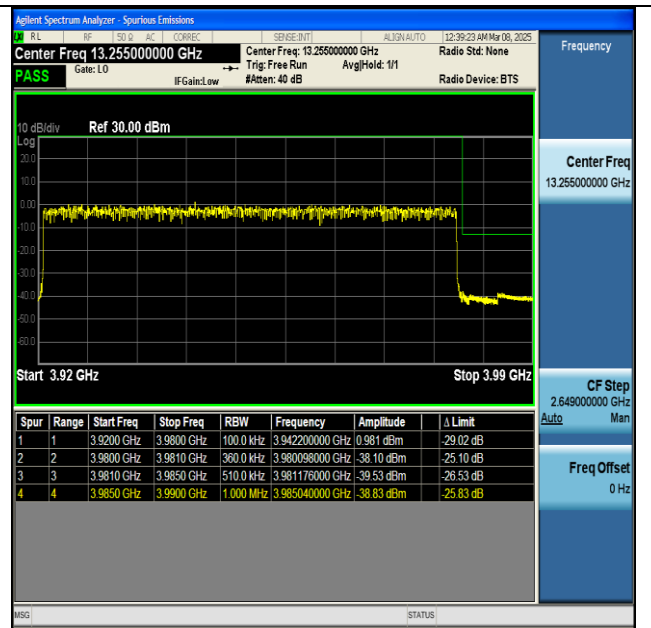 Agilent Spectrum Analyzer - Spurious Emissions
RL RF 50 Ω AC CORREC SENSE:INT ALIGN AUTO 12:39:23 AM Mar 08, 2025
Center Freq 13.255000000 GHz
Center Freq: 13.255000000 GHz
Radio Std: None
PASS
Gate: LO
Trig: Free Run Avg|Hold: 1/1
IFGain:Low #Atten: 40 dB Radio Device: BTS
10 dB/div Ref 30.00 dBm
Log
20.0
10.0
0.00
-10.0
-20.0
-30.0
-40.0
-50.0
-60.0
Start 3.92 GHz Stop 3.99 GHz
Spur Range Start Freq Stop Freq RBW Frequency Amplitude Δ Limit
1 1 3.9200 GHz 3.9800 GHz 100.0 kHz 3.942200000 GHz 0.981 dBm -29.02 dB
2 2 3.9800 GHz 3.9810 GHz 360.0 kHz 3.980098000 GHz -38.10 dBm -25.10 dB
3 3 3.9810 GHz 3.9850 GHz 510.0 kHz 3.981176000 GHz -39.53 dBm -26.53 dB
4 4 3.9850 GHz 3.9900 GHz 1.000 MHz 3.985040000 GHz -38.83 dBm -25.83 dB
MSG STATUS
Frequency
Center Freq
13.255000000 GHz
CF Step
2.649000000 GHz
Auto Man
Freq Offset
0 Hz